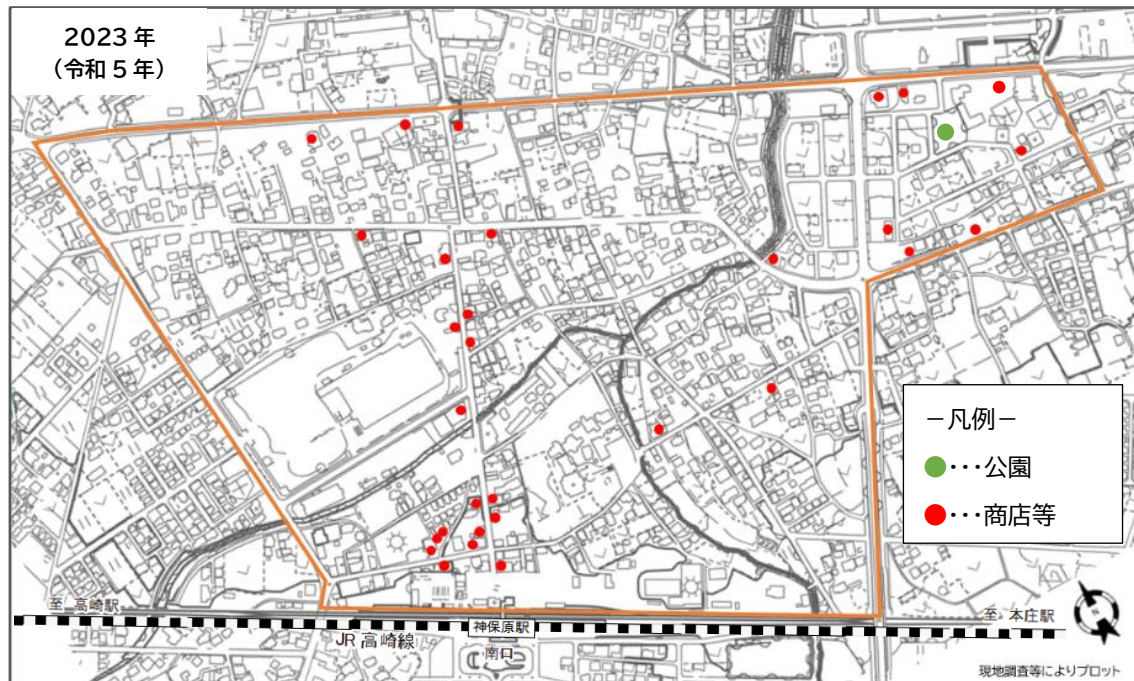 2023年
（令和5年）
－凡例－
●･･･公園
●･･･商店等
至 高崎駅
神保原駅
至 本庄駅
JR高崎線
南口
N
現地調査等によりプロット